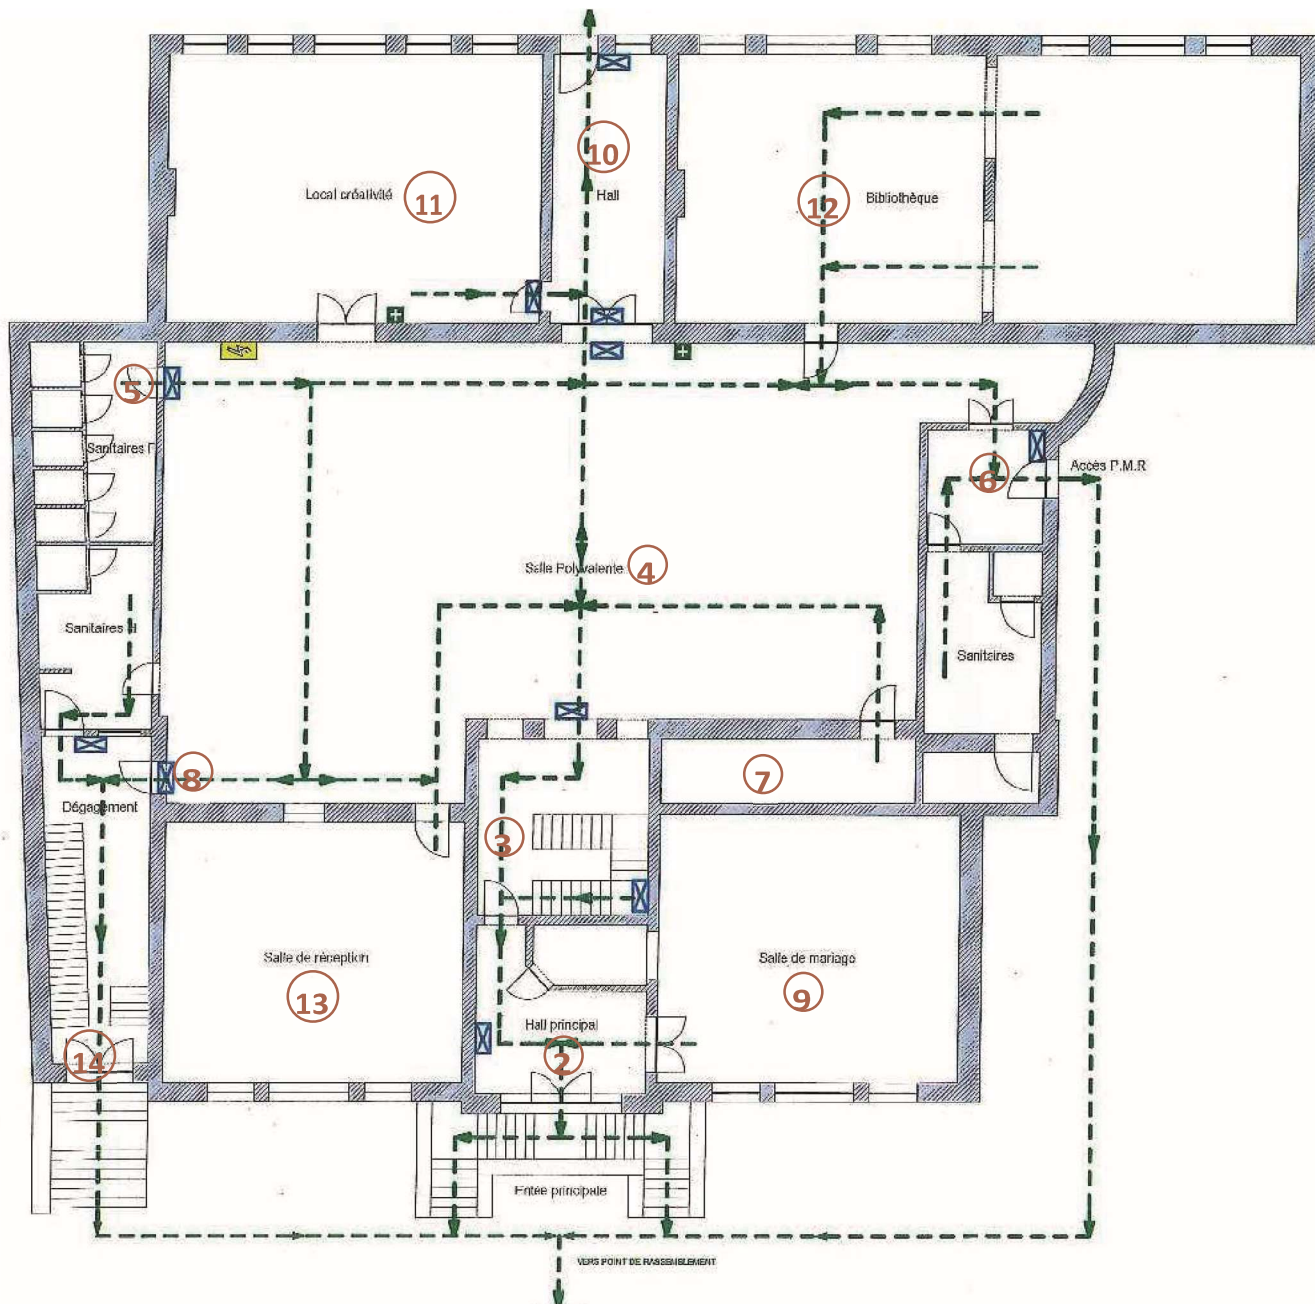 10
Local créativité
11
Hall
12
Bibliothèque
5
Sanitaires F
6
Accès P.M.R
Salle Polyvalente
4
Sanitaires H
Sanitaires
8
7
Dégagement
3
Salle de réception
13
Salle de mariage
9
Hall principal
2
14
Entée principale
VERS POINT DE RASSEMBLEMENT